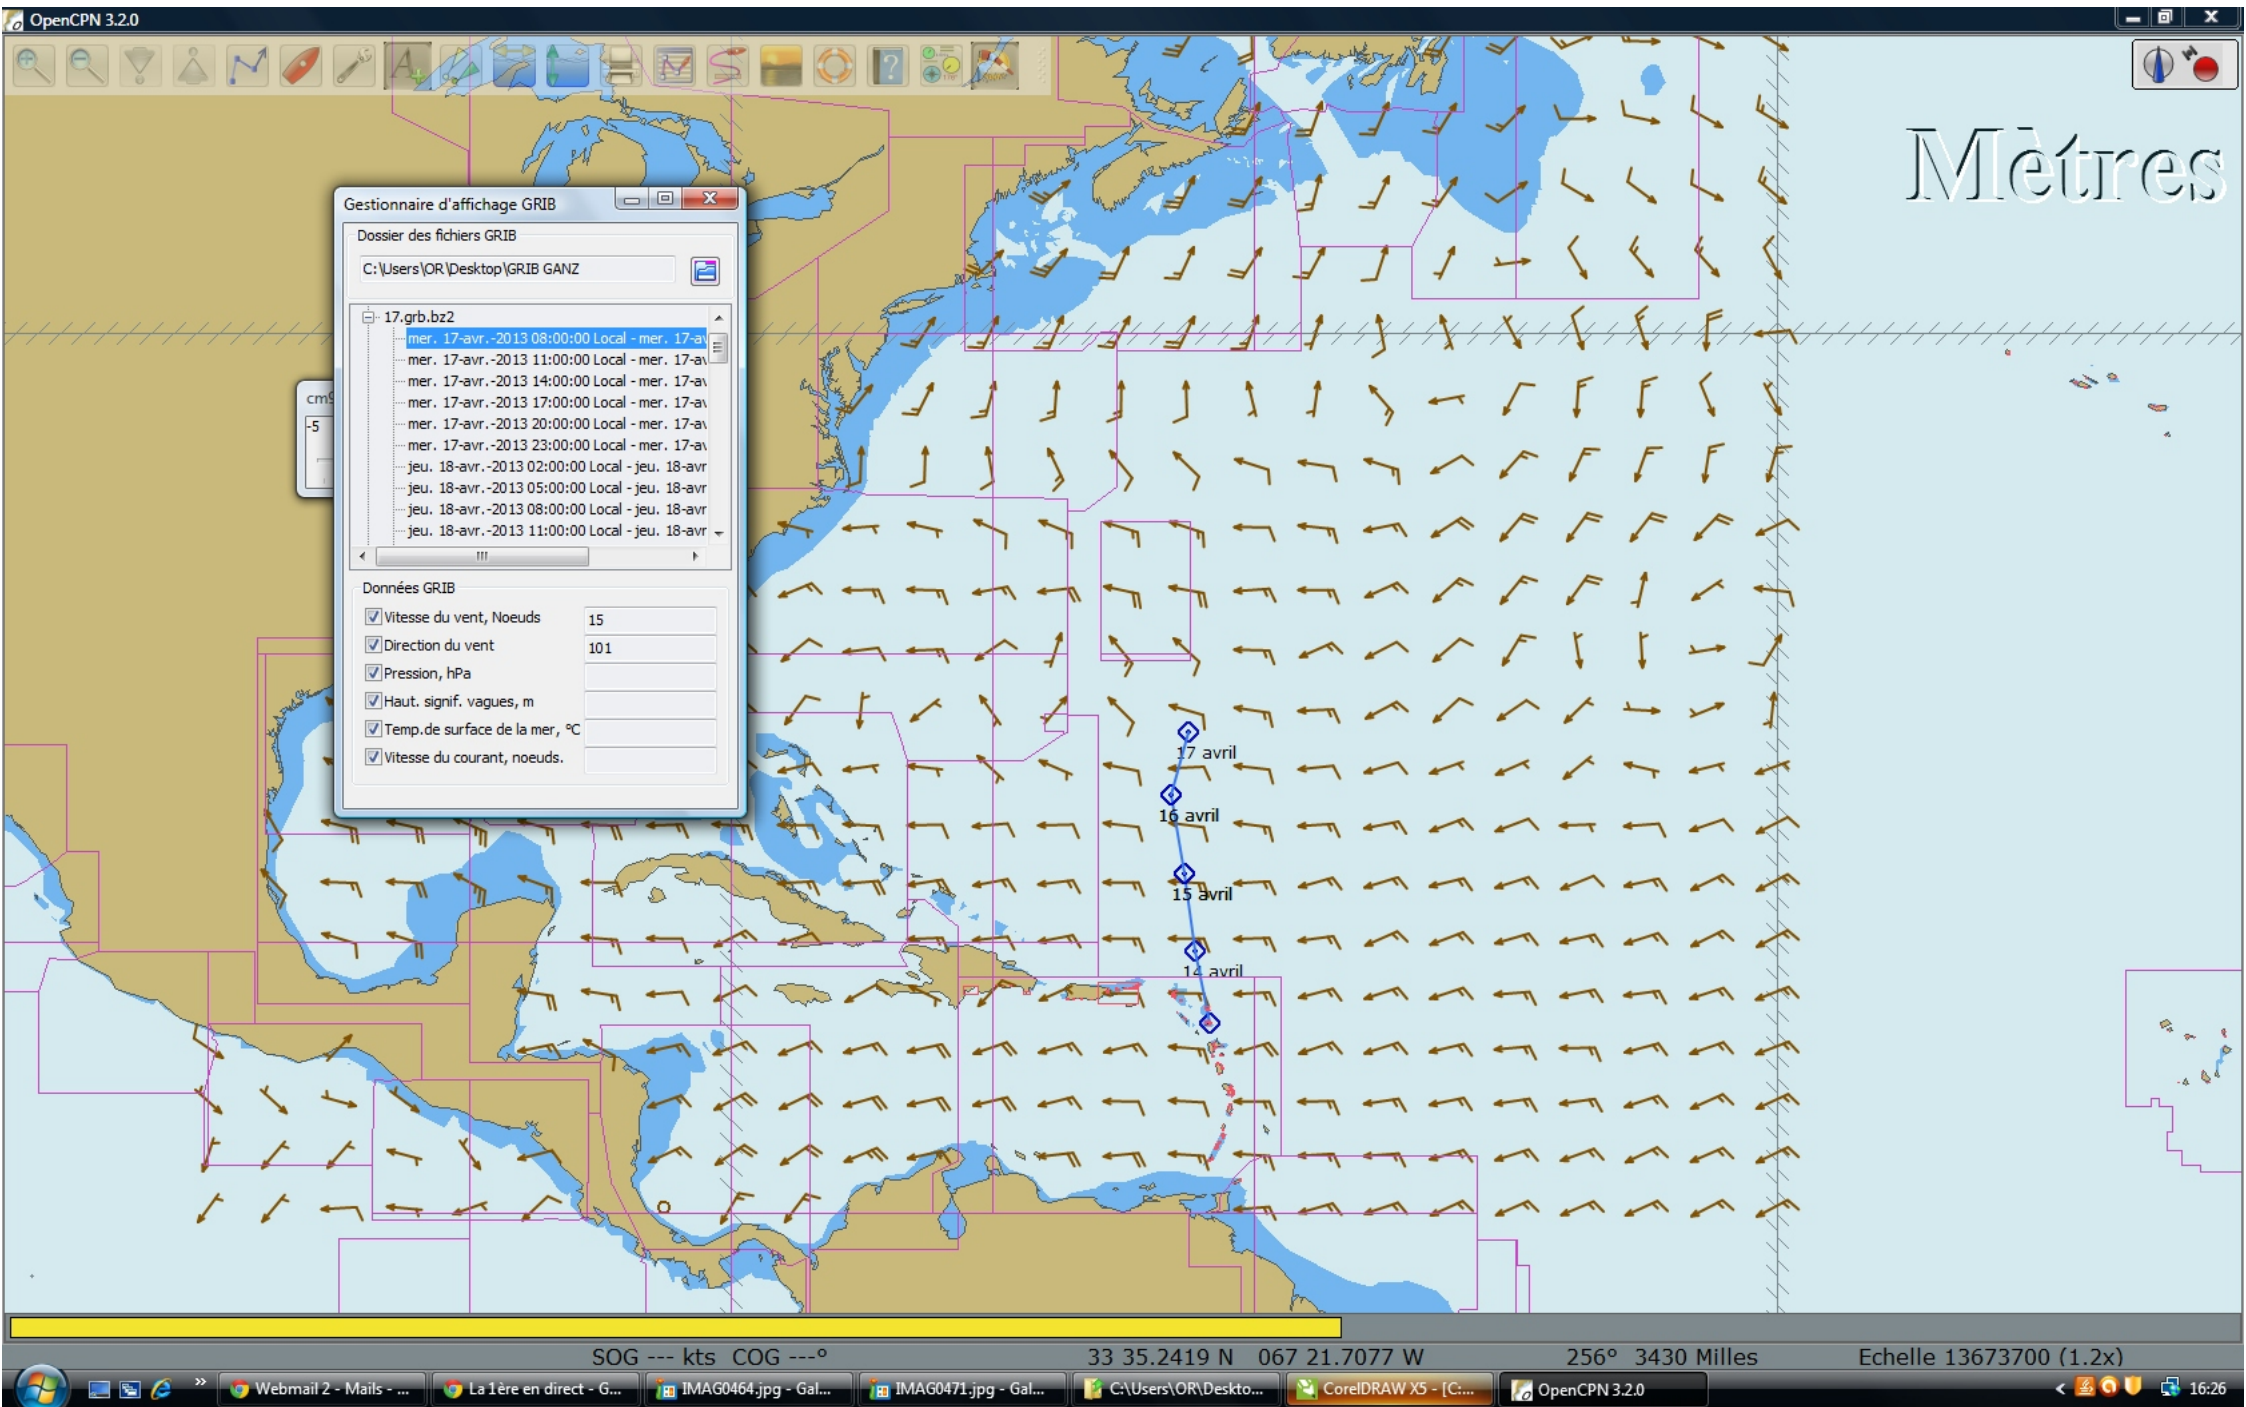 OpenCPN 3.2.0
Mètres
Gestionnaire d'affichage GRIB
Dossier des fichiers GRIB
C:\Users\OR\Desktop\GRIB GANZ
17.grb.bz2
mer. 17-avr.-2013 08:00:00 Local - mer. 17-av
mer. 17-avr.-2013 11:00:00 Local - mer. 17-av
mer. 17-avr.-2013 14:00:00 Local - mer. 17-av
cm9
mer. 17-avr.-2013 17:00:00 Local - mer. 17-av
-5
mer. 17-avr.-2013 20:00:00 Local - mer. 17-av
mer. 17-avr.-2013 23:00:00 Local - mer. 17-av
jeu. 18-avr.-2013 02:00:00 Local - jeu. 18-avr
jeu. 18-avr.-2013 05:00:00 Local - jeu. 18-avr
jeu. 18-avr.-2013 08:00:00 Local - jeu. 18-avr
jeu. 18-avr.-2013 11:00:00 Local - jeu. 18-avr
Données GRIB
Vitesse du vent, Noeuds 15
Direction du vent 101
Pression, hPa
Haut. signif. vagues, m
Temp.de surface de la mer, °C
Vitesse du courant, noeuds.
17 avril
16 avril
15 avril
14 avril
SOG --- kts COG ---° 33 35.2419 N 067 21.7077 W 256° 3430 Milles Echelle 13673700 (1.2x)
Webmail 2 - Mails - ... La 1ère en direct - G... IMAG0464.jpg - Gal... IMAG0471.jpg - Gal... C:\Users\OR\Deskto... CorelDRAW X5 - [C:... OpenCPN 3.2.0 16:26